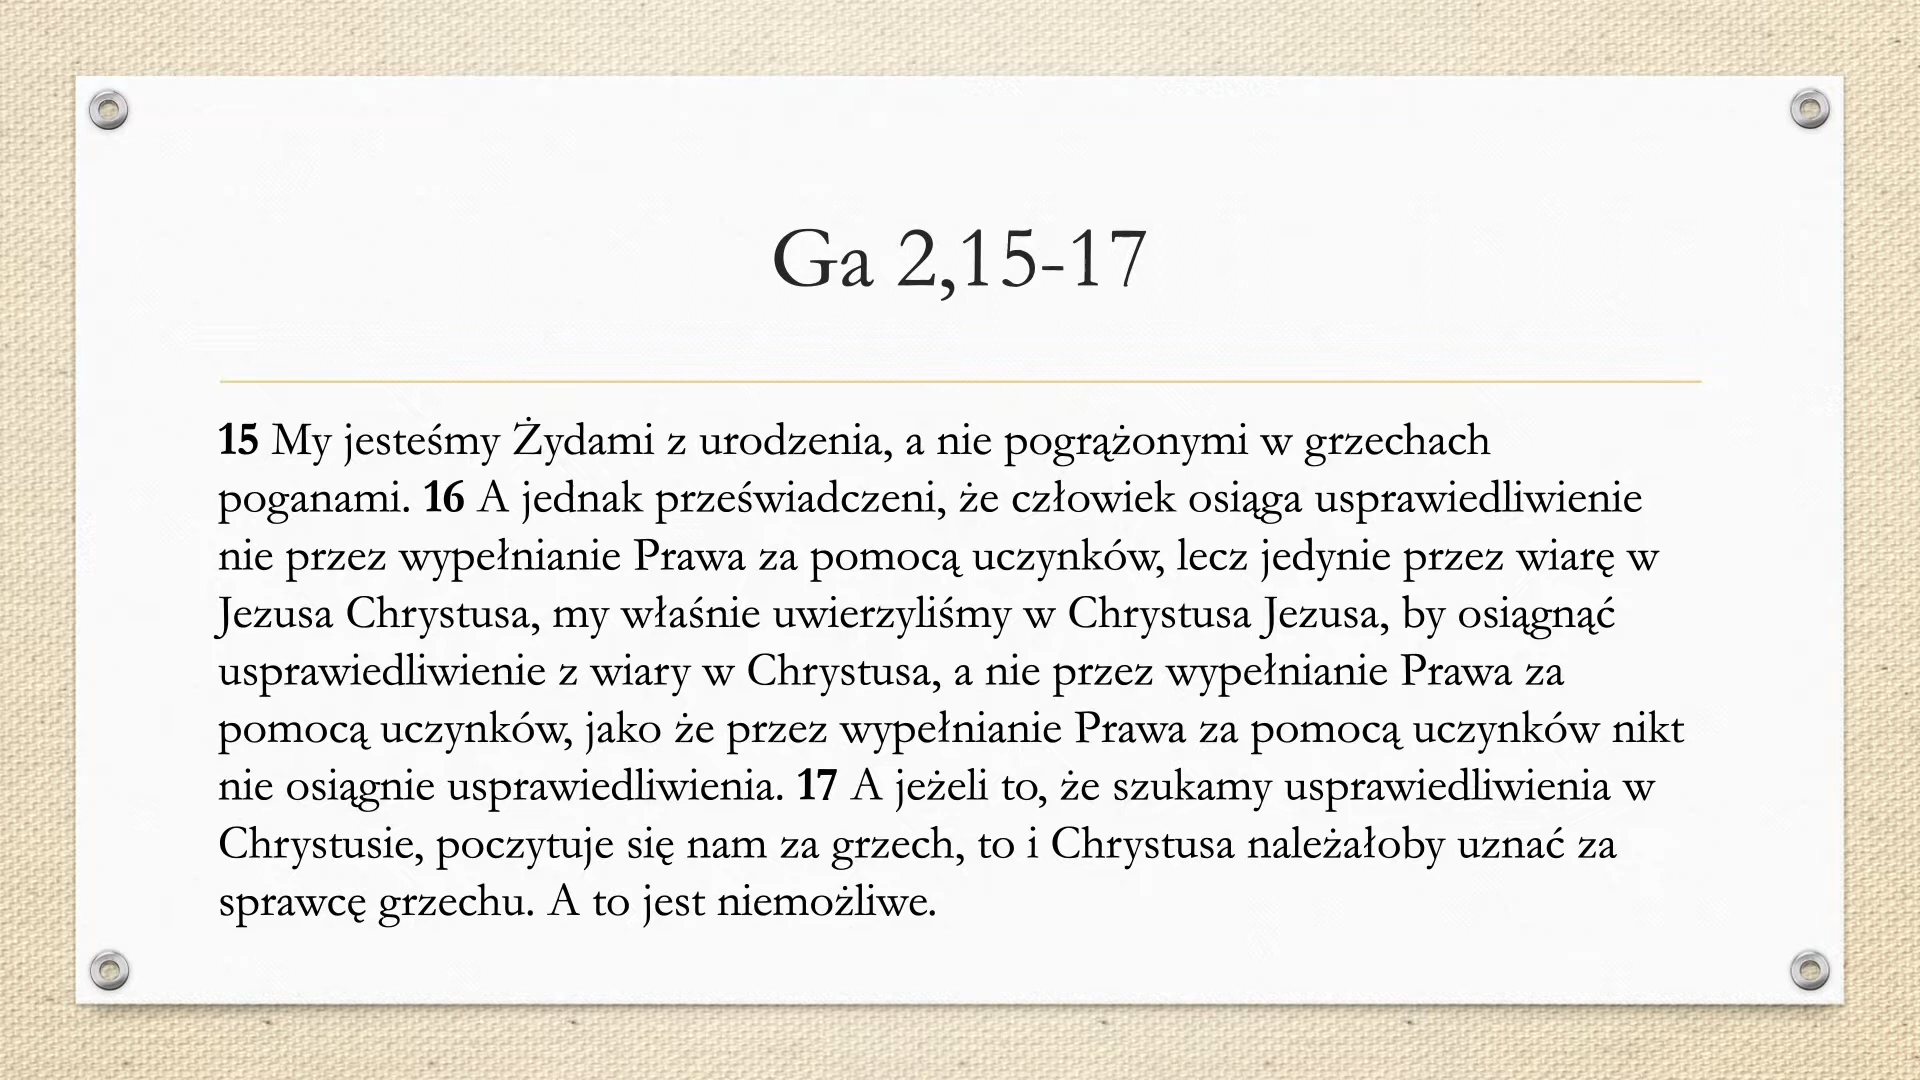 Ga 2,15-17
15 My jesteśmy Żydami z urodzenia, a nie pogrążonymi w grzechach
poganami. 16 A jednak przeświadczeni, że człowiek osiąga usprawiedliwienie
nie przez wypełnianie Prawa za pomocą uczynków, lecz jedynie przez wiarę w
Jezusa Chrystusa, my właśnie uwierzyliśmy w Chrystusa Jezusa, by osiągnąć
usprawiedliwienie z wiary w Chrystusa, a nie przez wypełnianie Prawa za
pomocą uczynków, jako że przez wypełnianie Prawa za pomocą uczynków nikt
nie osiągnie usprawiedliwienia. 17 A jeżeli to, że szukamy usprawiedliwienia w
Chrystusie, poczytuje się nam za grzech, to i Chrystusa należałoby uznać za
sprawcę grzechu. A to jest niemożliwe.